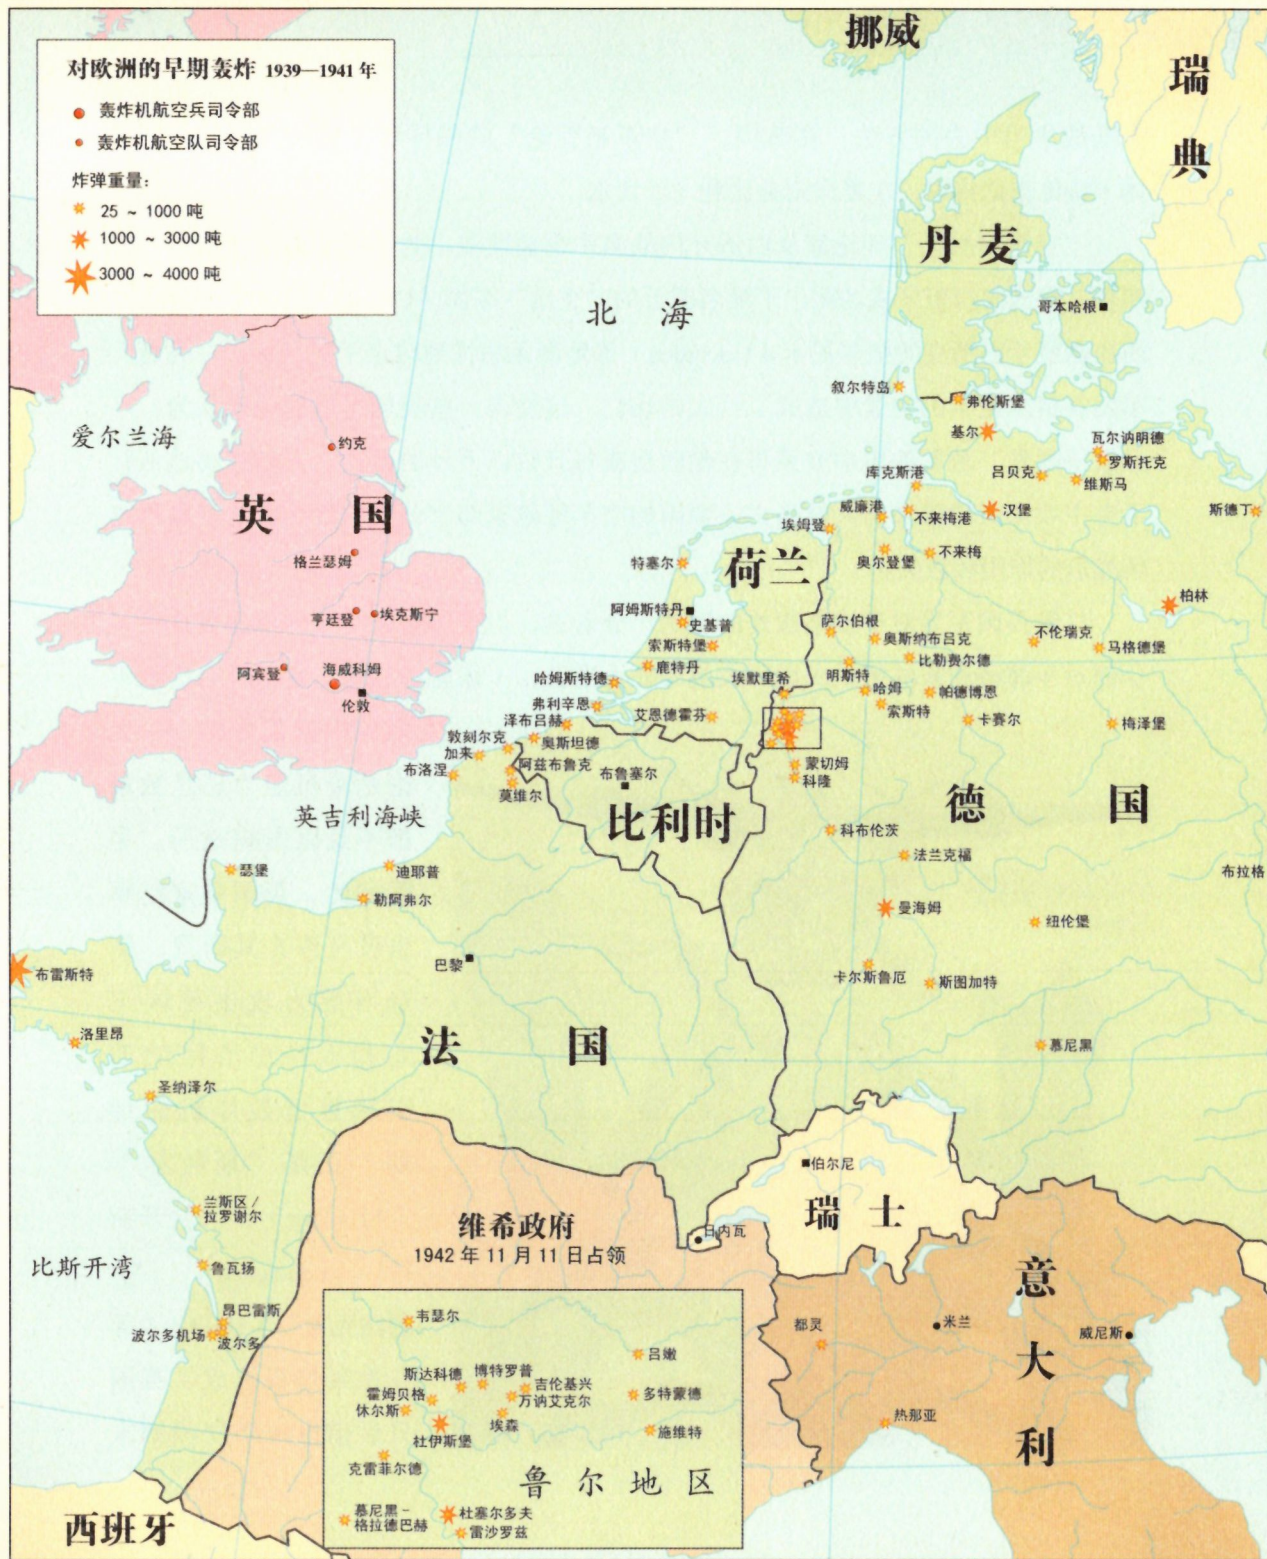 对欧洲的早期轰炸 1939—1941 年
轰炸机航空兵司令部
轰炸机航空队司令部
炸弹重量：
25 ~ 1000 吨
1000 ~ 3000 吨
3000 ~ 4000 吨
挪威
瑞典
丹麦
北海
哥本哈根
叙尔特岛
弗伦斯堡
爱尔兰海
约克
基尔
瓦尔讷明德
罗斯托克
库克斯港
吕贝克
维斯马
英国
威廉港
不来梅港
汉堡
斯德丁
埃姆登
格兰瑟姆
特塞尔
荷兰
奥尔登堡
不来梅
柏林
亨廷登
埃克斯宁
阿姆斯特丹
史基普
萨尔伯根
奥斯纳布吕克
不伦瑞克
马格德堡
索斯特堡
比勒费尔德
阿宾登
海威科姆
鹿特丹
明斯特
哈姆斯特德
埃默里希
哈姆
帕德博恩
伦敦
弗利辛恩
艾恩德霍芬
索斯特
卡赛尔
梅泽堡
泽布吕赫
敦刻尔克
奥斯坦德
加来
阿兹布鲁克
布鲁塞尔
蒙切姆
布洛涅
科隆
莫维尔
英吉利海峡
比利时
德国
科布伦茨
瑟堡
迪耶普
法兰克福
布拉格
勒阿弗尔
曼海姆
纽伦堡
巴黎
布雷斯特
卡尔斯鲁厄
斯图加特
法国
洛里昂
慕尼黑
圣纳泽尔
伯尔尼
兰斯区/
拉罗谢尔
维希政府
瑞士
1942 年 11 月 11 日占领
日内瓦
比斯开湾
鲁瓦扬
意大利
昂巴雷斯
波尔多机场
波尔多
都灵
米兰
威尼斯
韦瑟尔
吕嫩
斯达科德
博特罗普
吉伦基兴
霍姆贝格
万讷艾克尔
多特蒙德
休尔斯
埃森
热那亚
杜伊斯堡
施维特
克雷菲尔德
鲁尔地区
慕尼黑-
格拉德巴赫
杜塞尔多夫
雷沙罗兹
西班牙